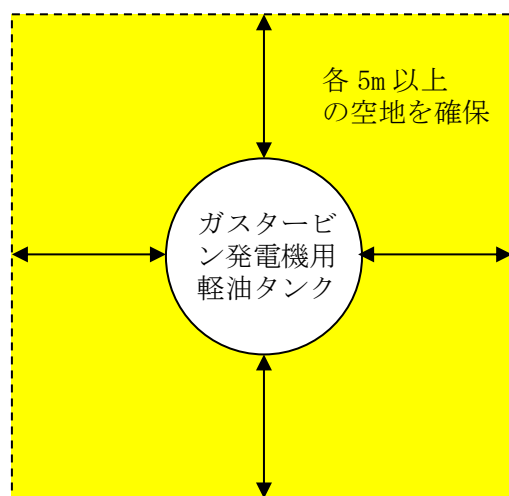 各 5m 以上
の空地を確保
ガスタービ
ン発電機用
軽油タンク